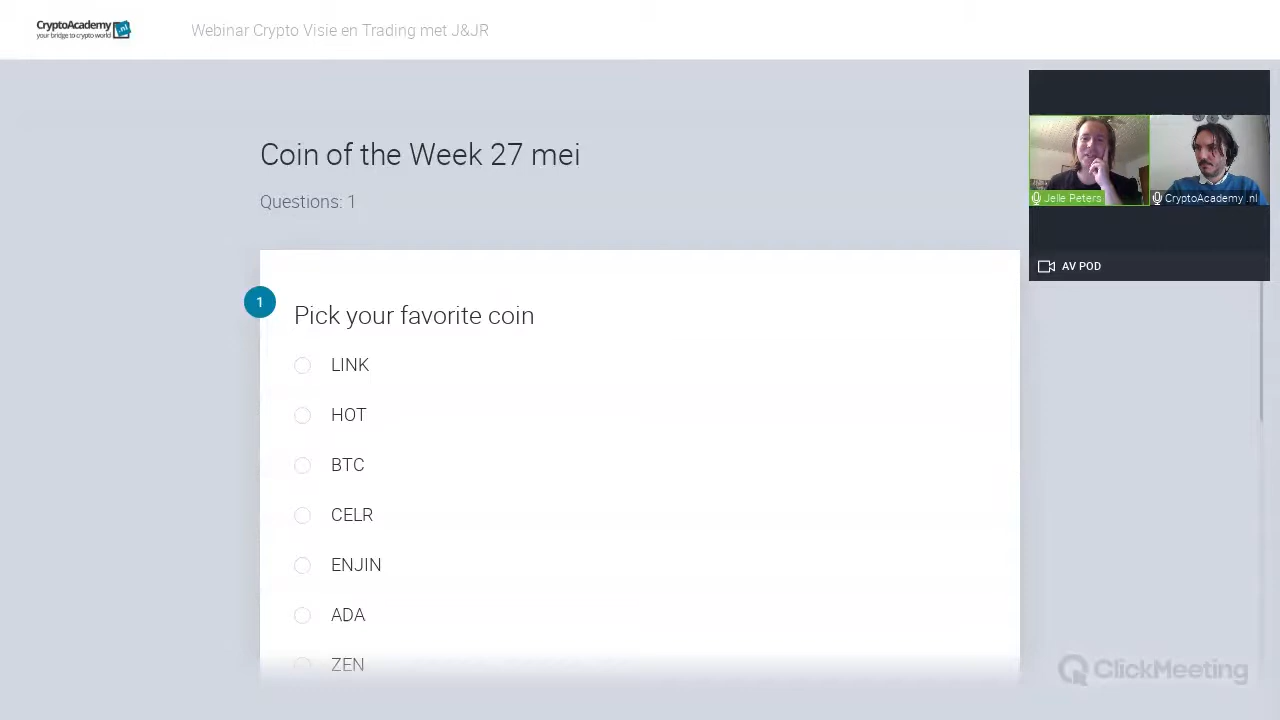 CryptoAcademy .nl
your bridge to crypto world
Webinar Crypto Visie en Trading met J&JR
Coin of the Week 27 mei
Questions: 1
1
Pick your favorite coin
LINK
HOT
BTC
CELR
ENJIN
ADA
ZEN
Jelle Peters
CryptoAcademy .nl
AV POD
ClickMeeting